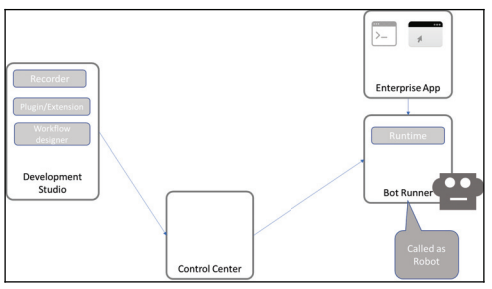 Recorder
Plugin/Extension
Workflow
designer
Development
Studio
Control Center
>_
Enterprise App
Runtime
Bot Runner
Called as
Robot